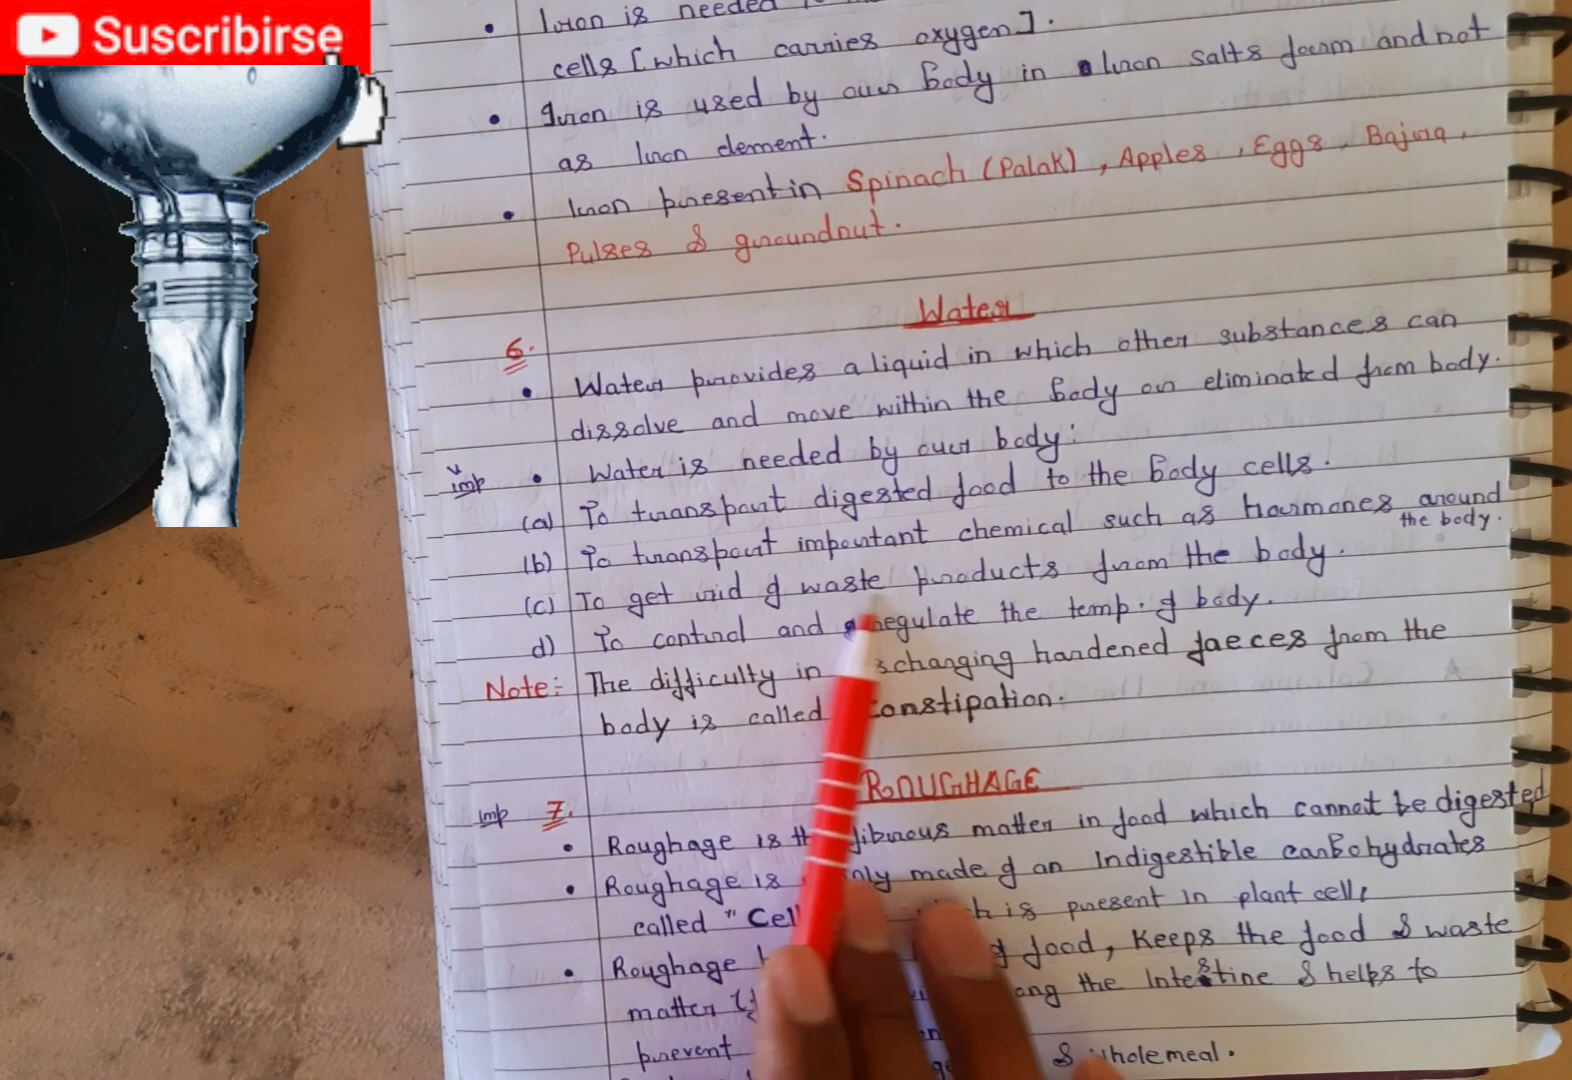 Suscribirse
• Iron is needed
cells [which carries oxygen].
• Iron is used by our body in Iron salts form and not
as Iron element.
• Iron present in Spinach (Palak), Apples, Eggs, Bajra,
Pulses & groundnut.
6. Water
• Water provides a liquid in which other substances can
dissolve and move within the body or eliminated from body.
imp • Water is needed by our body:
(a) To transport digested food to the body cells.
(b) To transport important chemical such as hormones around
the body.
(c) To get rid of waste products from the body.
d) To control and regulate the temp. of body.
Note:- The difficulty in schanging hardened faeces from the
body is called constipation.
imp 7. ROUGHAGE
• Roughage is fibrous matter in food which cannot be digested
• Roughage is only made of an Indigestible carbohydrates
called "Cell is present in plant cell,
• Roughage of food, keeps the food & waste
matter the Intestine & helps to
prevent
& wholemeal.